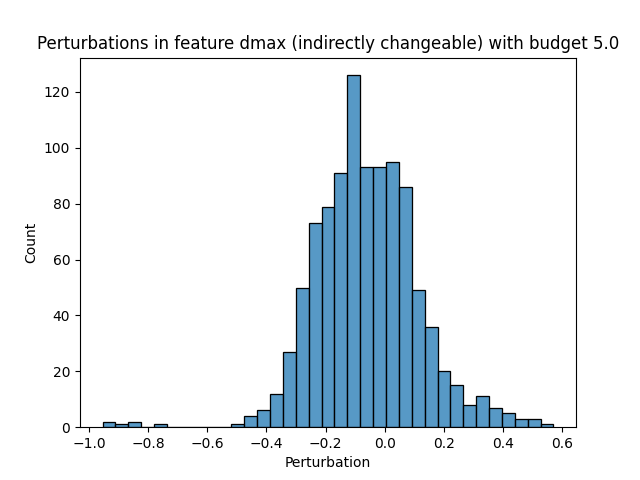 Perturbations in feature dmax (indirectly changeable) with budget 5.0
120
100
80
60
40
20
0
Count
−1.0 −0.8 −0.6 −0.4 −0.2 0.0 0.2 0.4 0.6
Perturbation